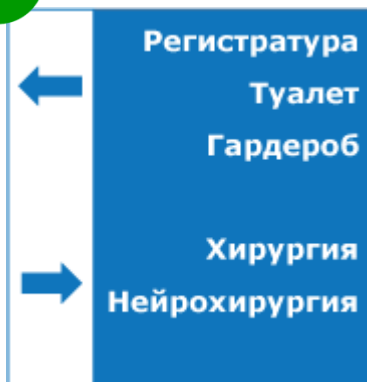 Регистратура
Туалет
Гардероб
Хирургия
Нейрохирургия